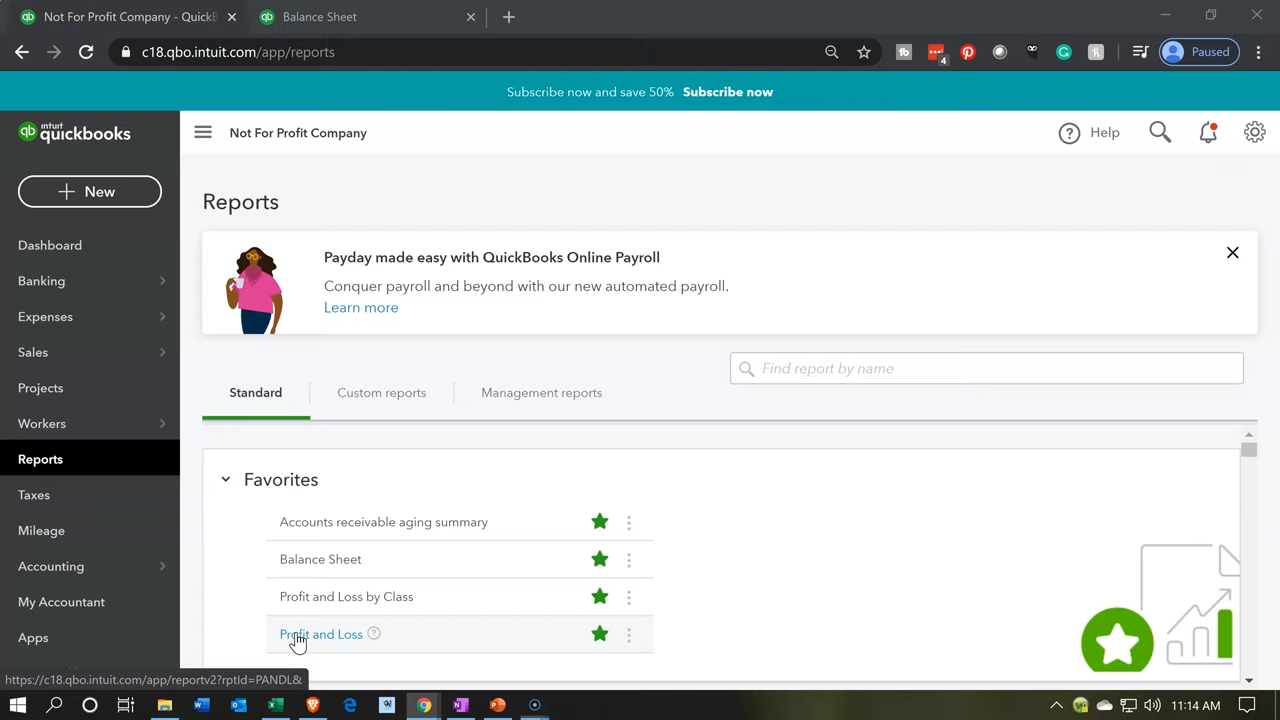 Not For Profit Company - QuickB
Balance Sheet
c18.qbo.intuit.com/app/reports
4
Paused
Subscribe now and save 50% Subscribe now
intuit
quickbooks
Not For Profit Company
Help
New
Reports
Dashboard
Banking
Expenses
Sales
Projects
Workers
Reports
Taxes
Mileage
Accounting
My Accountant
Apps
Payday made easy with QuickBooks Online Payroll
Conquer payroll and beyond with our new automated payroll.
Learn more
Find report by name
Standard
Custom reports
Management reports
Favorites
Accounts receivable aging summary
Balance Sheet
Profit and Loss by Class
Profit and Loss
https://c18.qbo.intuit.com/app/reportv2?rptId=PANDL&
11:14 AM